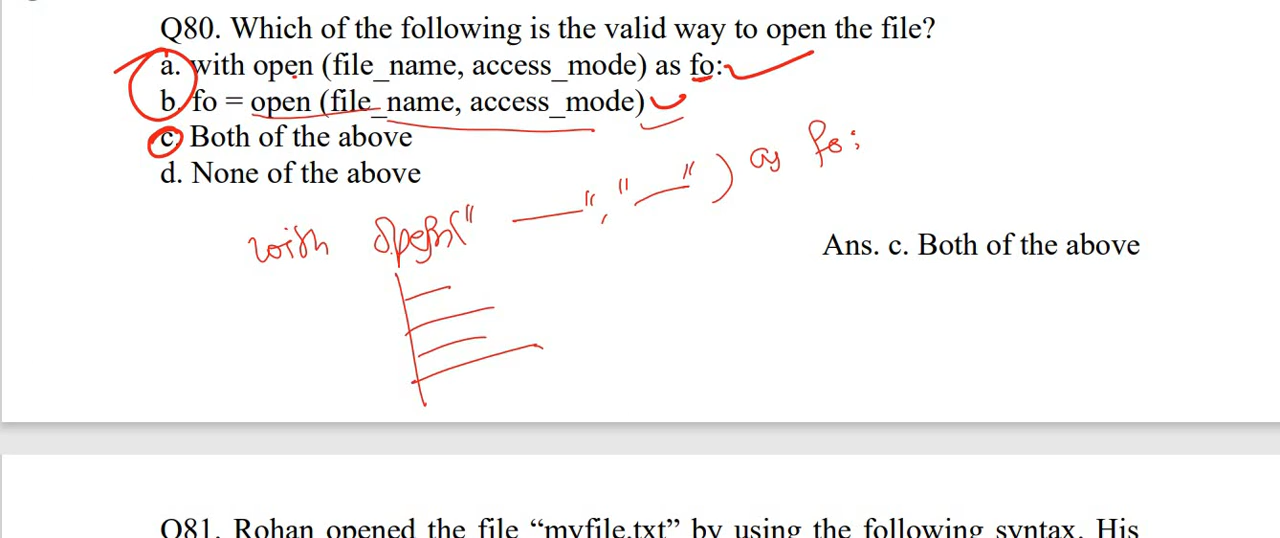 Q80. Which of the following is the valid way to open the file?
a. with open (file_name, access_mode) as fo:
b. fo = open (file_name, access_mode)
c. Both of the above
d. None of the above
with open(" ", " ") as fo:
Ans. c. Both of the above
Q81. Rohan opened the file “myfile.txt” by using the following syntax. His